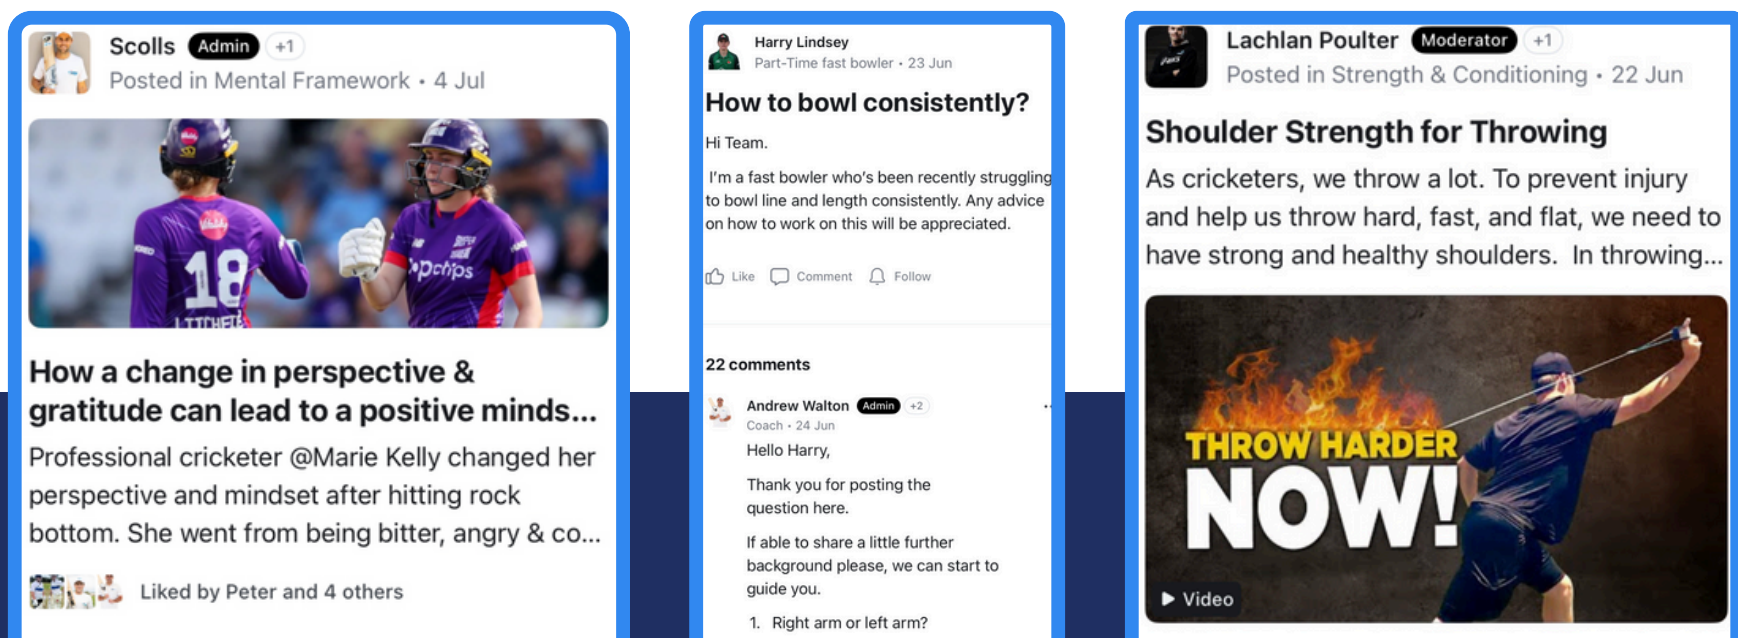 Scolls Admin +1
Posted in Mental Framework • 4 Jul
18
popchips
How a change in perspective &
gratitude can lead to a positive minds...
Professional cricketer @Marie Kelly changed her
perspective and mindset after hitting rock
bottom. She went from being bitter, angry & co...
Liked by Peter and 4 others
Harry Lindsey
Part-Time fast bowler • 23 Jun
How to bowl consistently?
Hi Team.
I'm a fast bowler who's been recently struggling
to bowl line and length consistently. Any advice
on how to work on this will be appreciated.
Like Comment Follow
22 comments
Andrew Walton Admin +2
Coach • 24 Jun
Hello Harry,
Thank you for posting the
question here.
If able to share a little further
background please, we can start to
guide you.
1. Right arm or left arm?
Lachlan Poulter Moderator +1
Posted in Strength & Conditioning • 22 Jun
Shoulder Strength for Throwing
As cricketers, we throw a lot. To prevent injury
and help us throw hard, fast, and flat, we need to
have strong and healthy shoulders. In throwing...
THROW HARDER
NOW!
Video